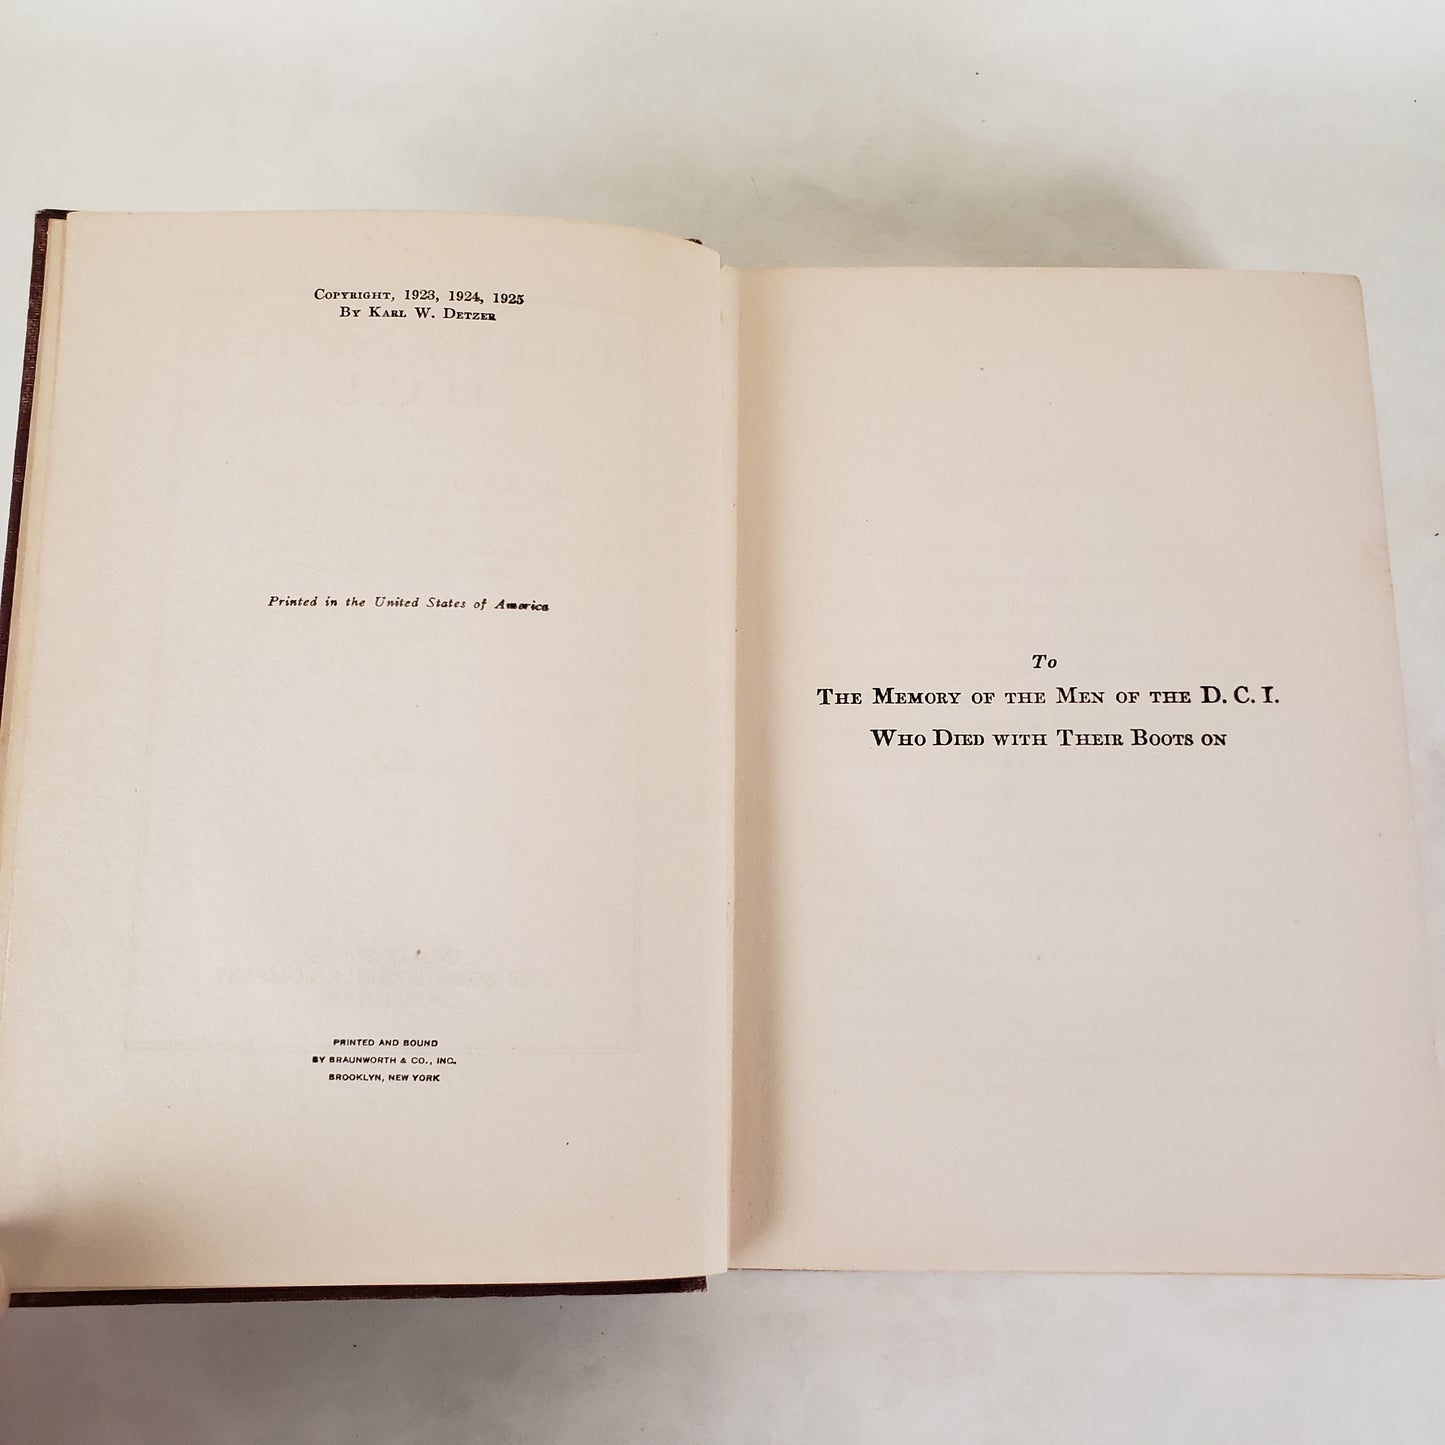 Copyright, 1923, 1924, 1925
By Karl W. Detzer
Printed in the United States of America
PRINTED AND BOUND
BY BRAUNWORTH & CO., INC.
BROOKLYN, NEW YORK
To
The Memory of the Men of the D. C. I.
Who Died with Their Boots on